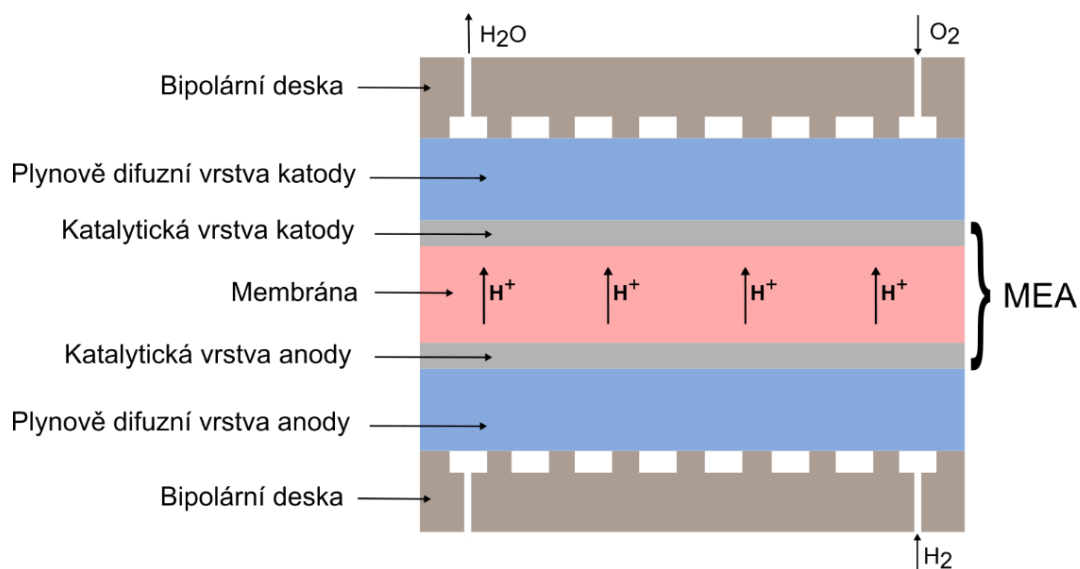 H2O
O2
Bipolární deska
Plynově difuzní vrstva katody
Katalytická vrstva katody
Membrána
H+ H+ H+ H+
MEA
Katalytická vrstva anody
Plynově difuzní vrstva anody
Bipolární deska
H2